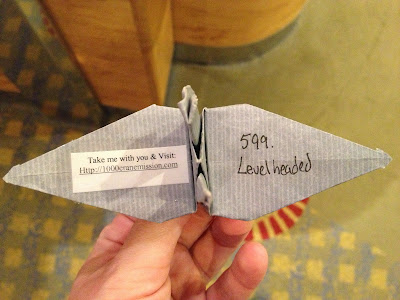 Take me with you & Visit:
Http://1000cranemission.com
599.
Levelheaded